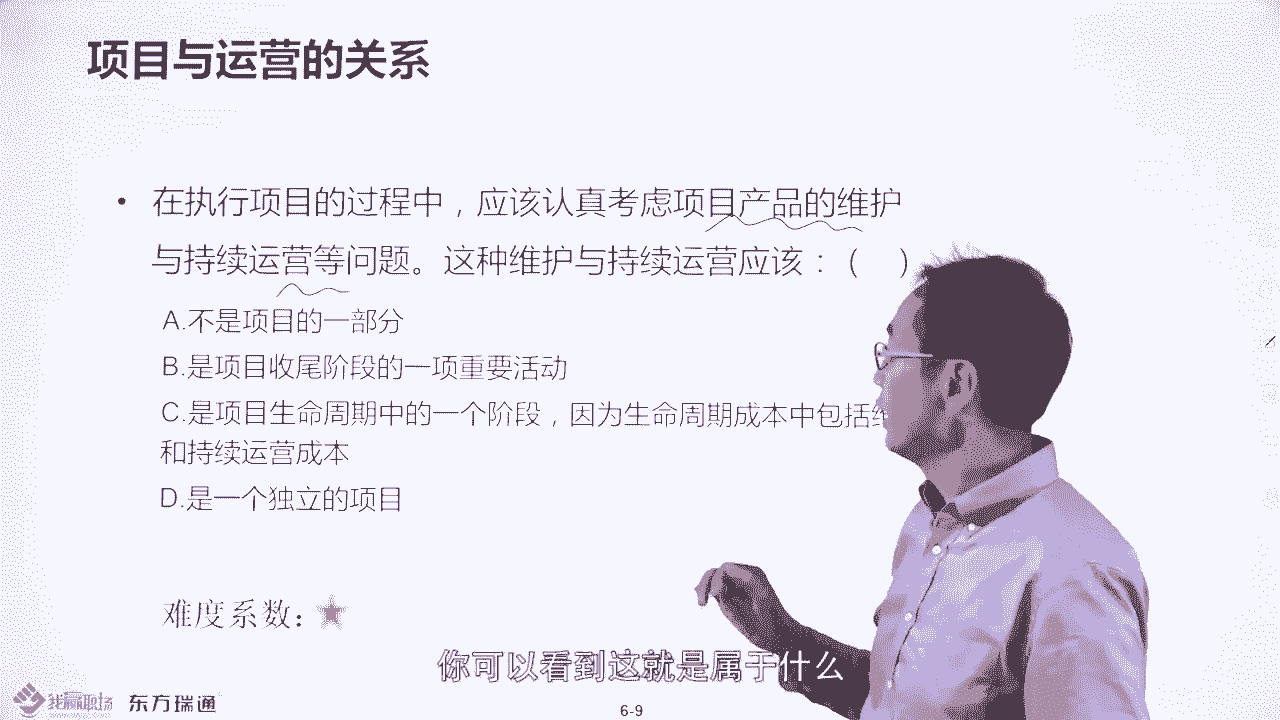 项目与运营的关系
• 在执行项目的过程中，应该认真考虑项目产品的维护
与持续运营等问题。这种维护与持续运营应该：（ ）
A.不是项目的一部分
B.是项目收尾阶段的一项重要活动
C.是项目生命周期中的一个阶段，因为生命周期成本中包括
和持续运营成本
D.是一个独立的项目
难度系数：
你可以看到这就是属于什么
我赢职场 东方瑞通
6-9